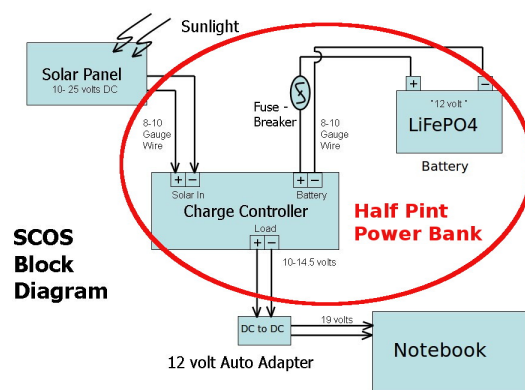 Sunlight
Solar Panel
10- 25 volts DC
8-10
Gauge
Wire
Fuse -
Breaker
8-10
Gauge
Wire
+ −
"12 volt"
LiFePO4
Battery
+ − + −
Solar In Battery
Charge Controller
Load
+ −
10-14.5 volts
Half Pint
Power Bank
SCOS
Block
Diagram
DC to DC
19 volts
12 volt Auto Adapter
Notebook